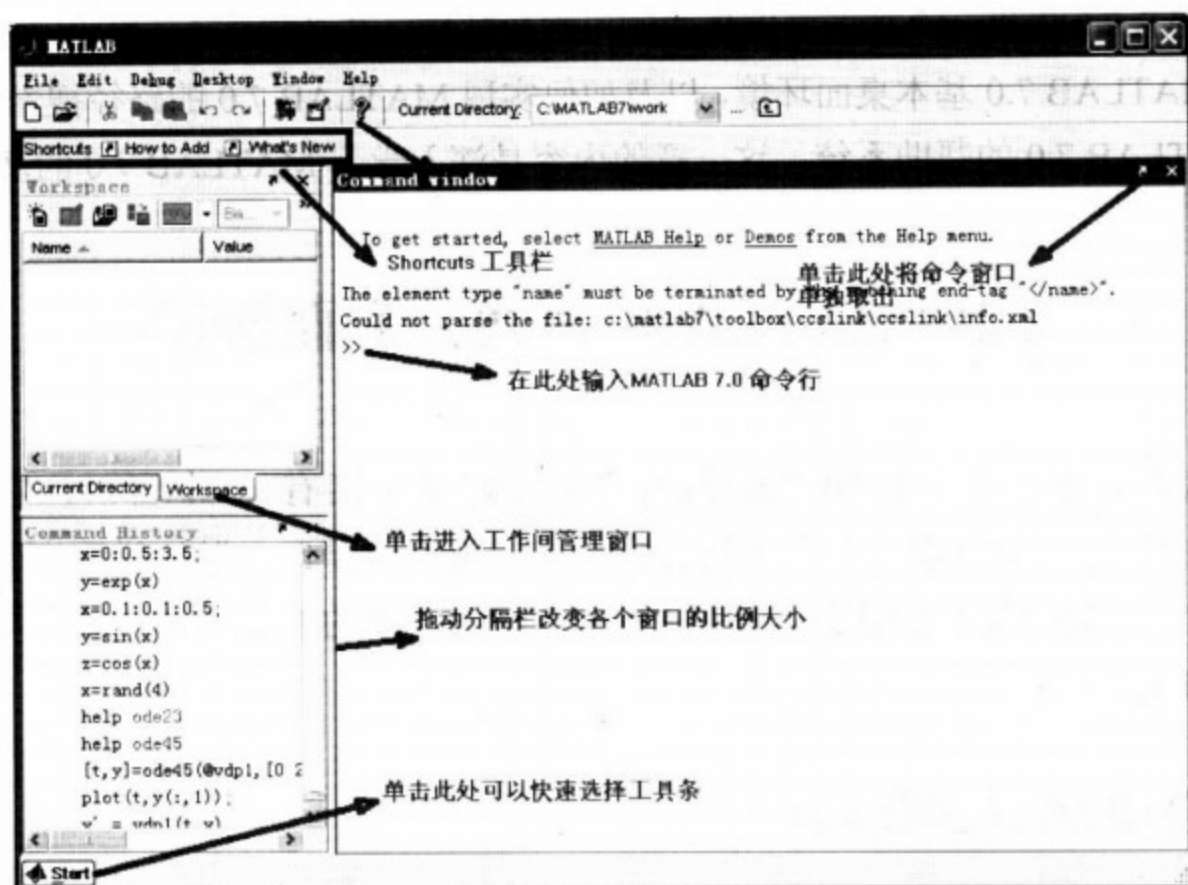 MATLAB
File Edit Debug Desktop Window Help
Current Directory: C:\MATLAB7\work
Shortcuts How to Add What's New
Workspace
Ba...
Name Value
Current Directory Workspace
Command History
x=0:0.5:3.5;
y=exp(x)
x=0.1:0.1:0.5;
y=sin(x)
z=cos(x)
x=rand(4)
help ode23
help ode45
[t,y]=ode45(@vdp1,[0 2
plot(t,y(:,1));
y' = vdp1(t,y)
Start
Command window
To get started, select MATLAB Help or Demos from the Help menu.
Shortcuts 工具栏
单击此处将命令窗口
单独取出
The element type "name" must be terminated by the matching end-tag "</name>".
Could not parse the file: c:\matlab7\toolbox\ccslink\ccslink\info.xml
>>
在此处输入MATLAB 7.0 命令行
单击进入工作间管理窗口
拖动分隔栏改变各个窗口的比例大小
单击此处可以快速选择工具条